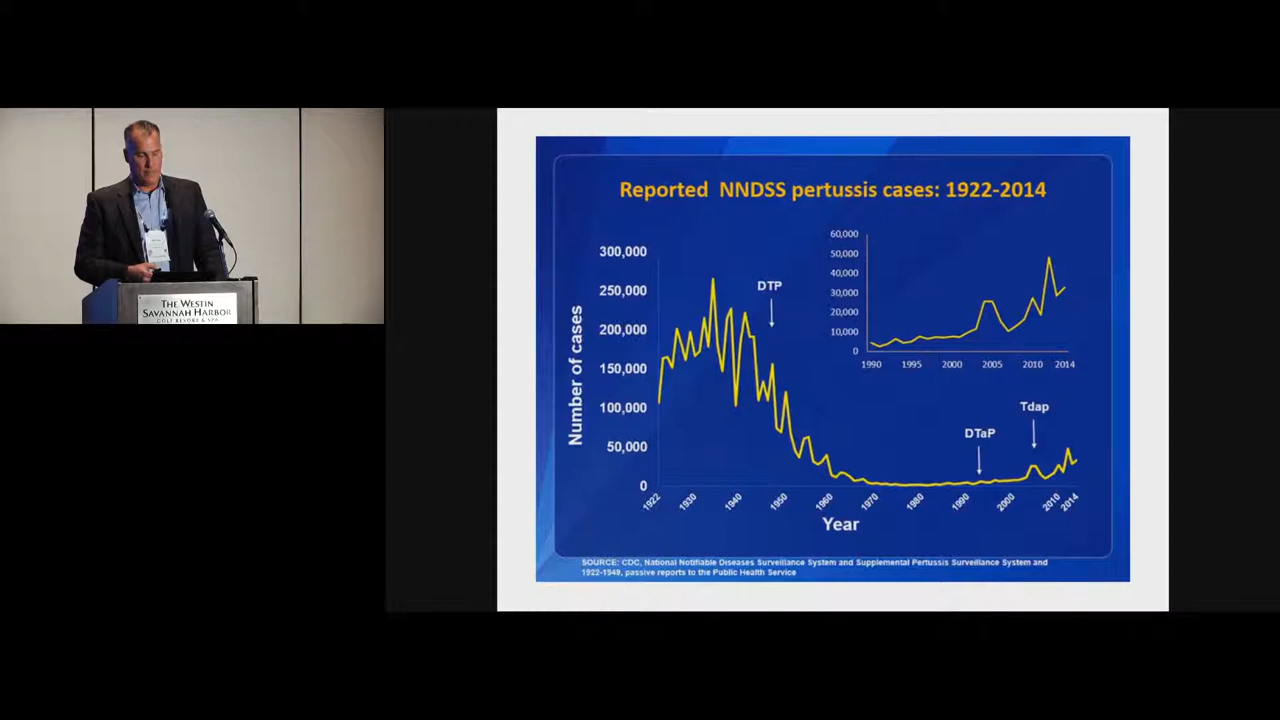 THE WESTIN
SAVANNAH HARBOR
GOLF RESORT & SPA
Reported NNDSS pertussis cases: 1922-2014
60,000
50,000
40,000
30,000
20,000
10,000
0
1990
1995
2000
2005
2010
2014
Number of cases
300,000
250,000
200,000
150,000
100,000
50,000
0
DTP
DTaP
Tdap
1922
1930
1940
1950
1960
1970
1980
1990
2000
2010
2014
Year
SOURCE: CDC, National Notifiable Diseases Surveillance System and Supplemental Pertussis Surveillance System and
1922-1949, passive reports to the Public Health Service